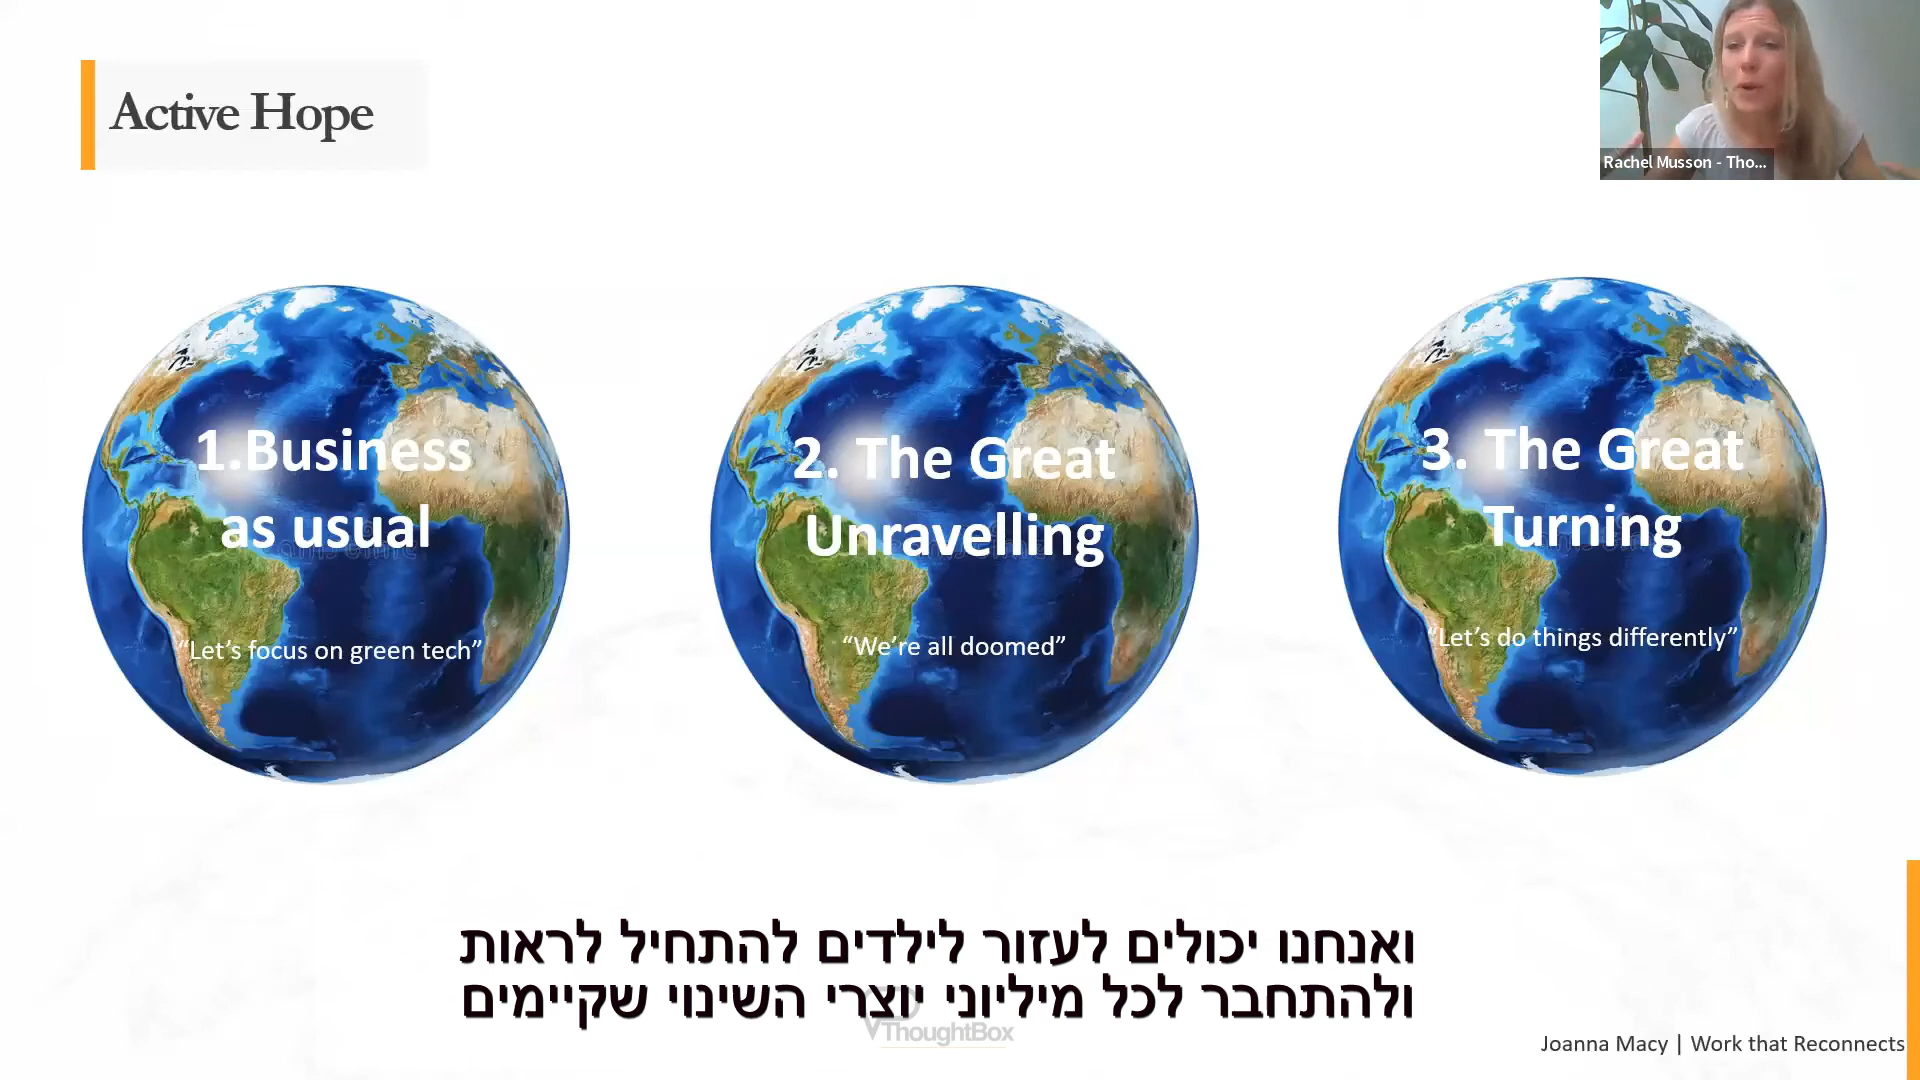 Active Hope
Rachel Musson - Tho...
1.Business
as usual
“Let’s focus on green tech”
2. The Great
Unravelling
“We’re all doomed”
3. The Great
Turning
“Let’s do things differently”
ואנחנו יכולים לעזור לילדים להתחיל לראות
ולהתחבר לכל מיליוני יוצרי השינוי שקיימים
ThoughtBox
Joanna Macy | Work that Reconnects